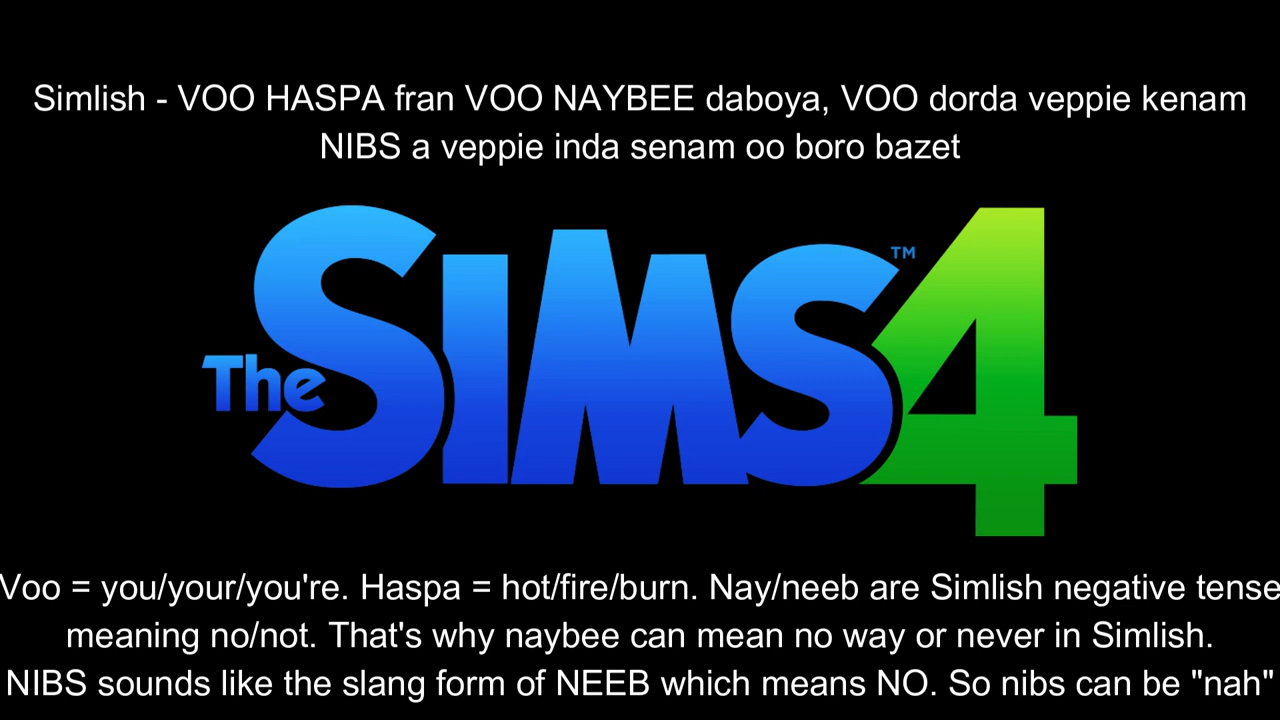 Simlish - VOO HASPA fran VOO NAYBEE daboya, VOO dorda veppie kenam
NIBS a veppie inda senam oo boro bazet
The SIMS 4 ™
Voo = you/your/you're. Haspa = hot/fire/burn. Nay/neeb are Simlish negative tense
meaning no/not. That's why naybee can mean no way or never in Simlish.
NIBS sounds like the slang form of NEEB which means NO. So nibs can be "nah"